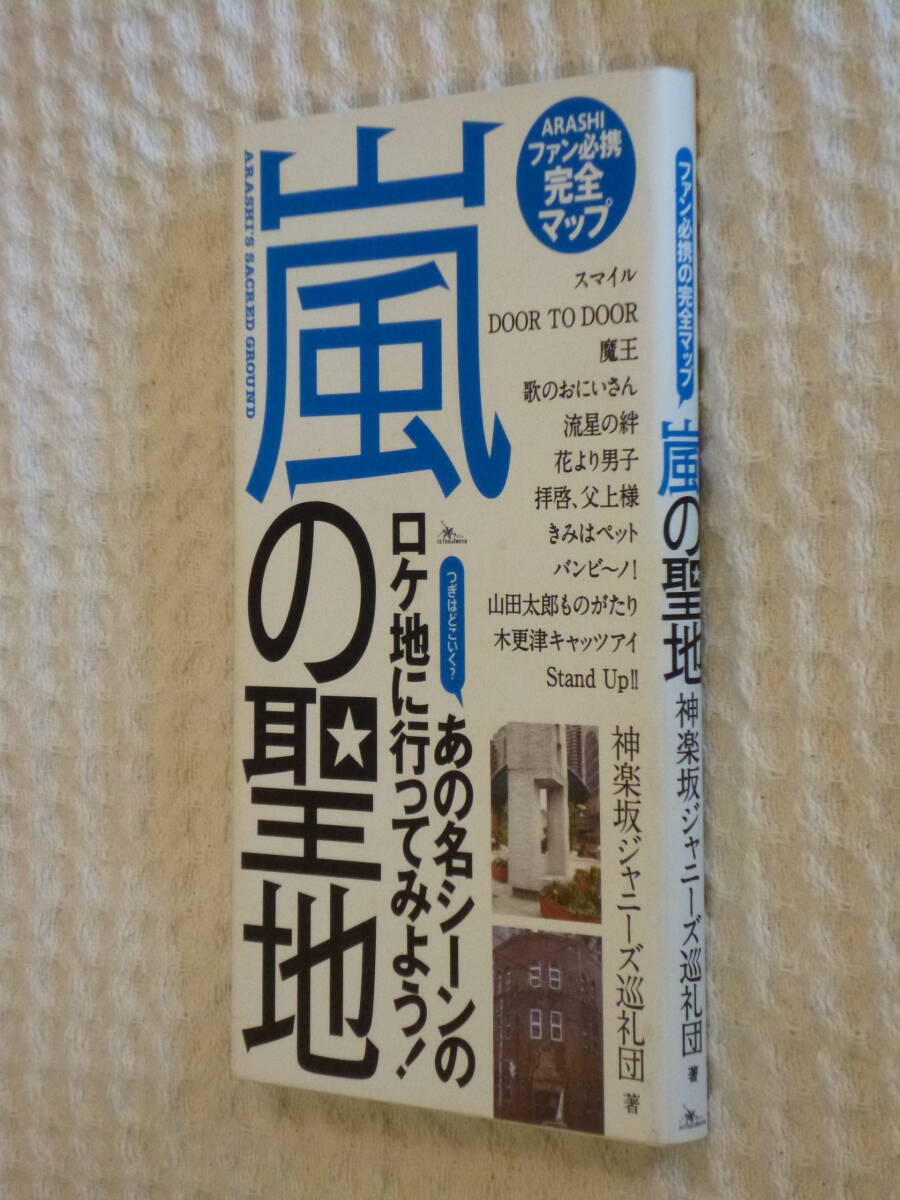 ARASHI
ファン必携
完全
マップ
嵐の聖地
ARASHI'S SACRED GROUND
スマイル
DOOR TO DOOR
魔王
歌のおにいさん
流星の絆
花より男子
拝啓、父上様
きみはペット
バンビ〜ノ!
山田太郎ものがたり
木更津キャッツアイ
Stand Up!!
つぎはどこいく?
あの名シーンの
ロケ地に行ってみよう!
神楽坂ジャニーズ巡礼団 著
ファン必携の完全マップ
嵐の聖地
神楽坂ジャニーズ巡礼団 著